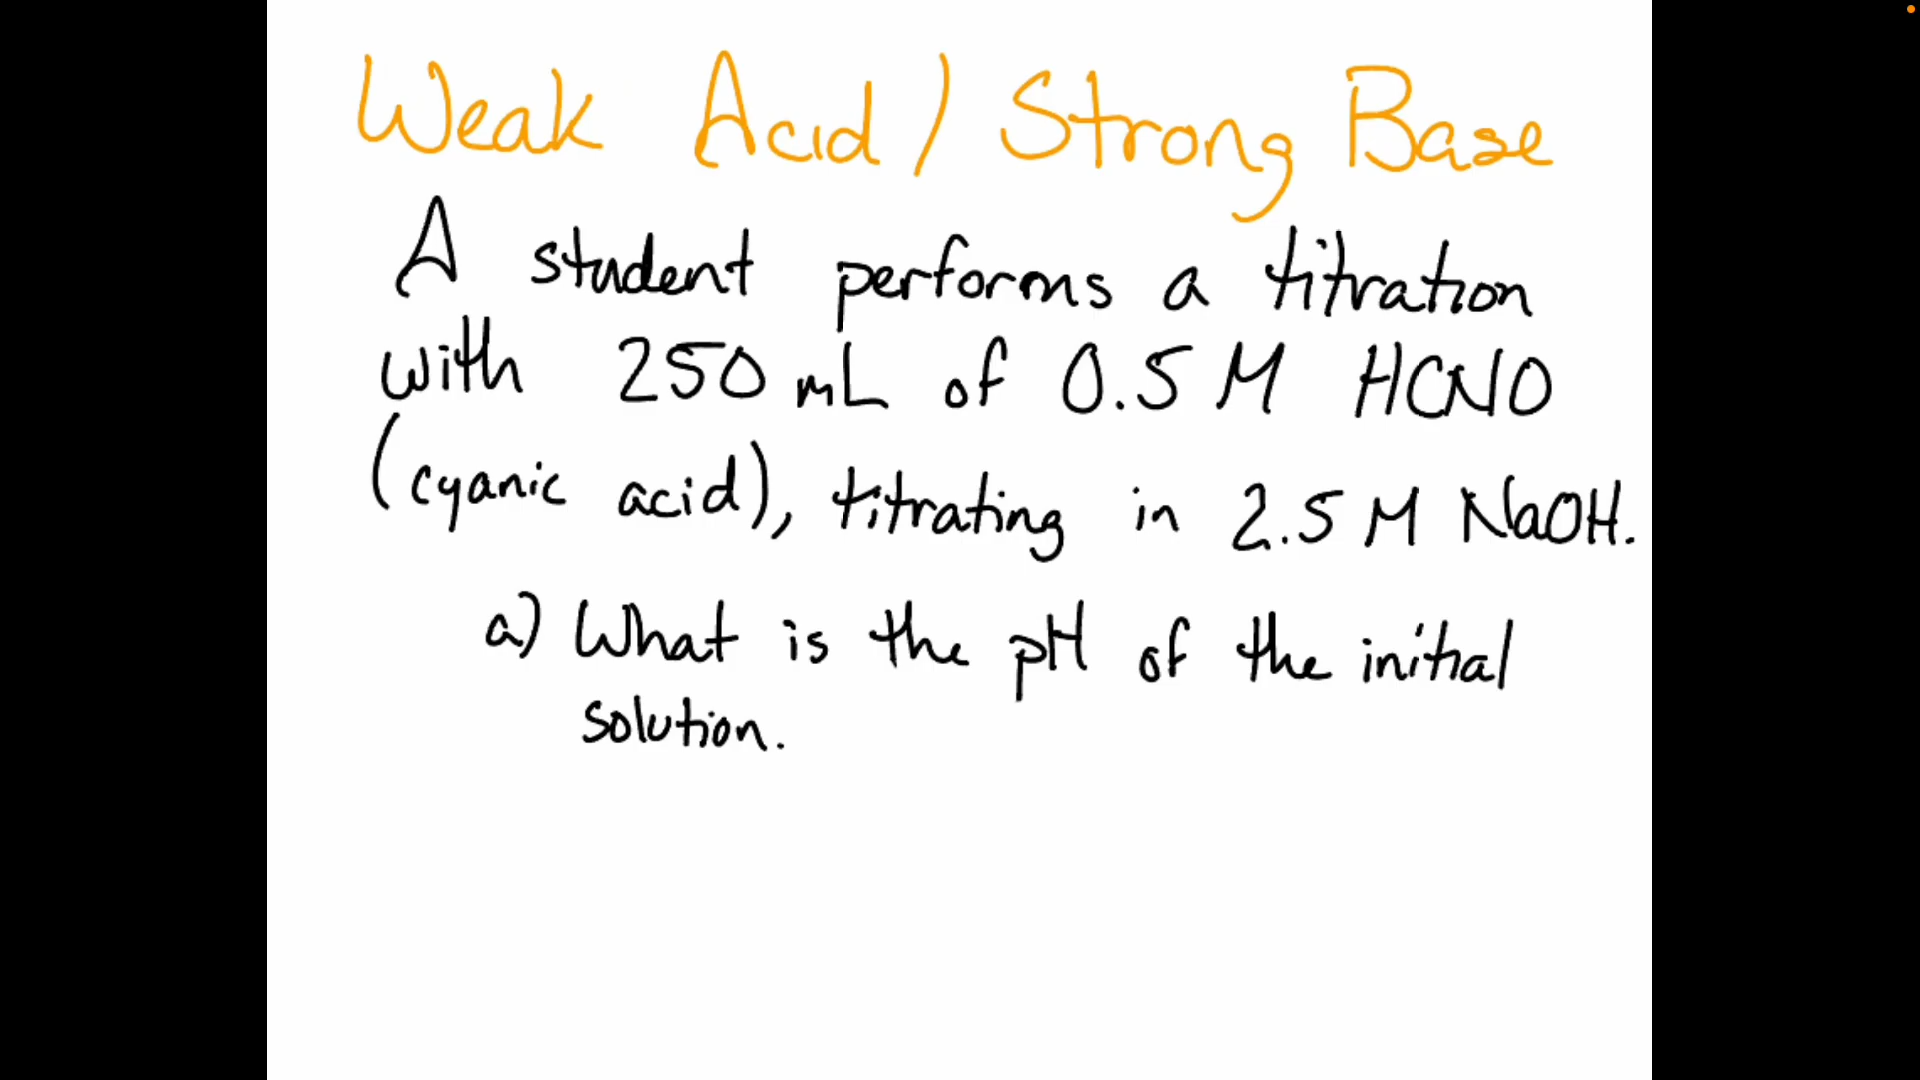 Weak Acid / Strong Base
A student performs a titration
with 250 mL of 0.5 M HCNO
(cyanic acid), titrating in 2.5 M NaOH.
a) What is the pH of the initial
solution.